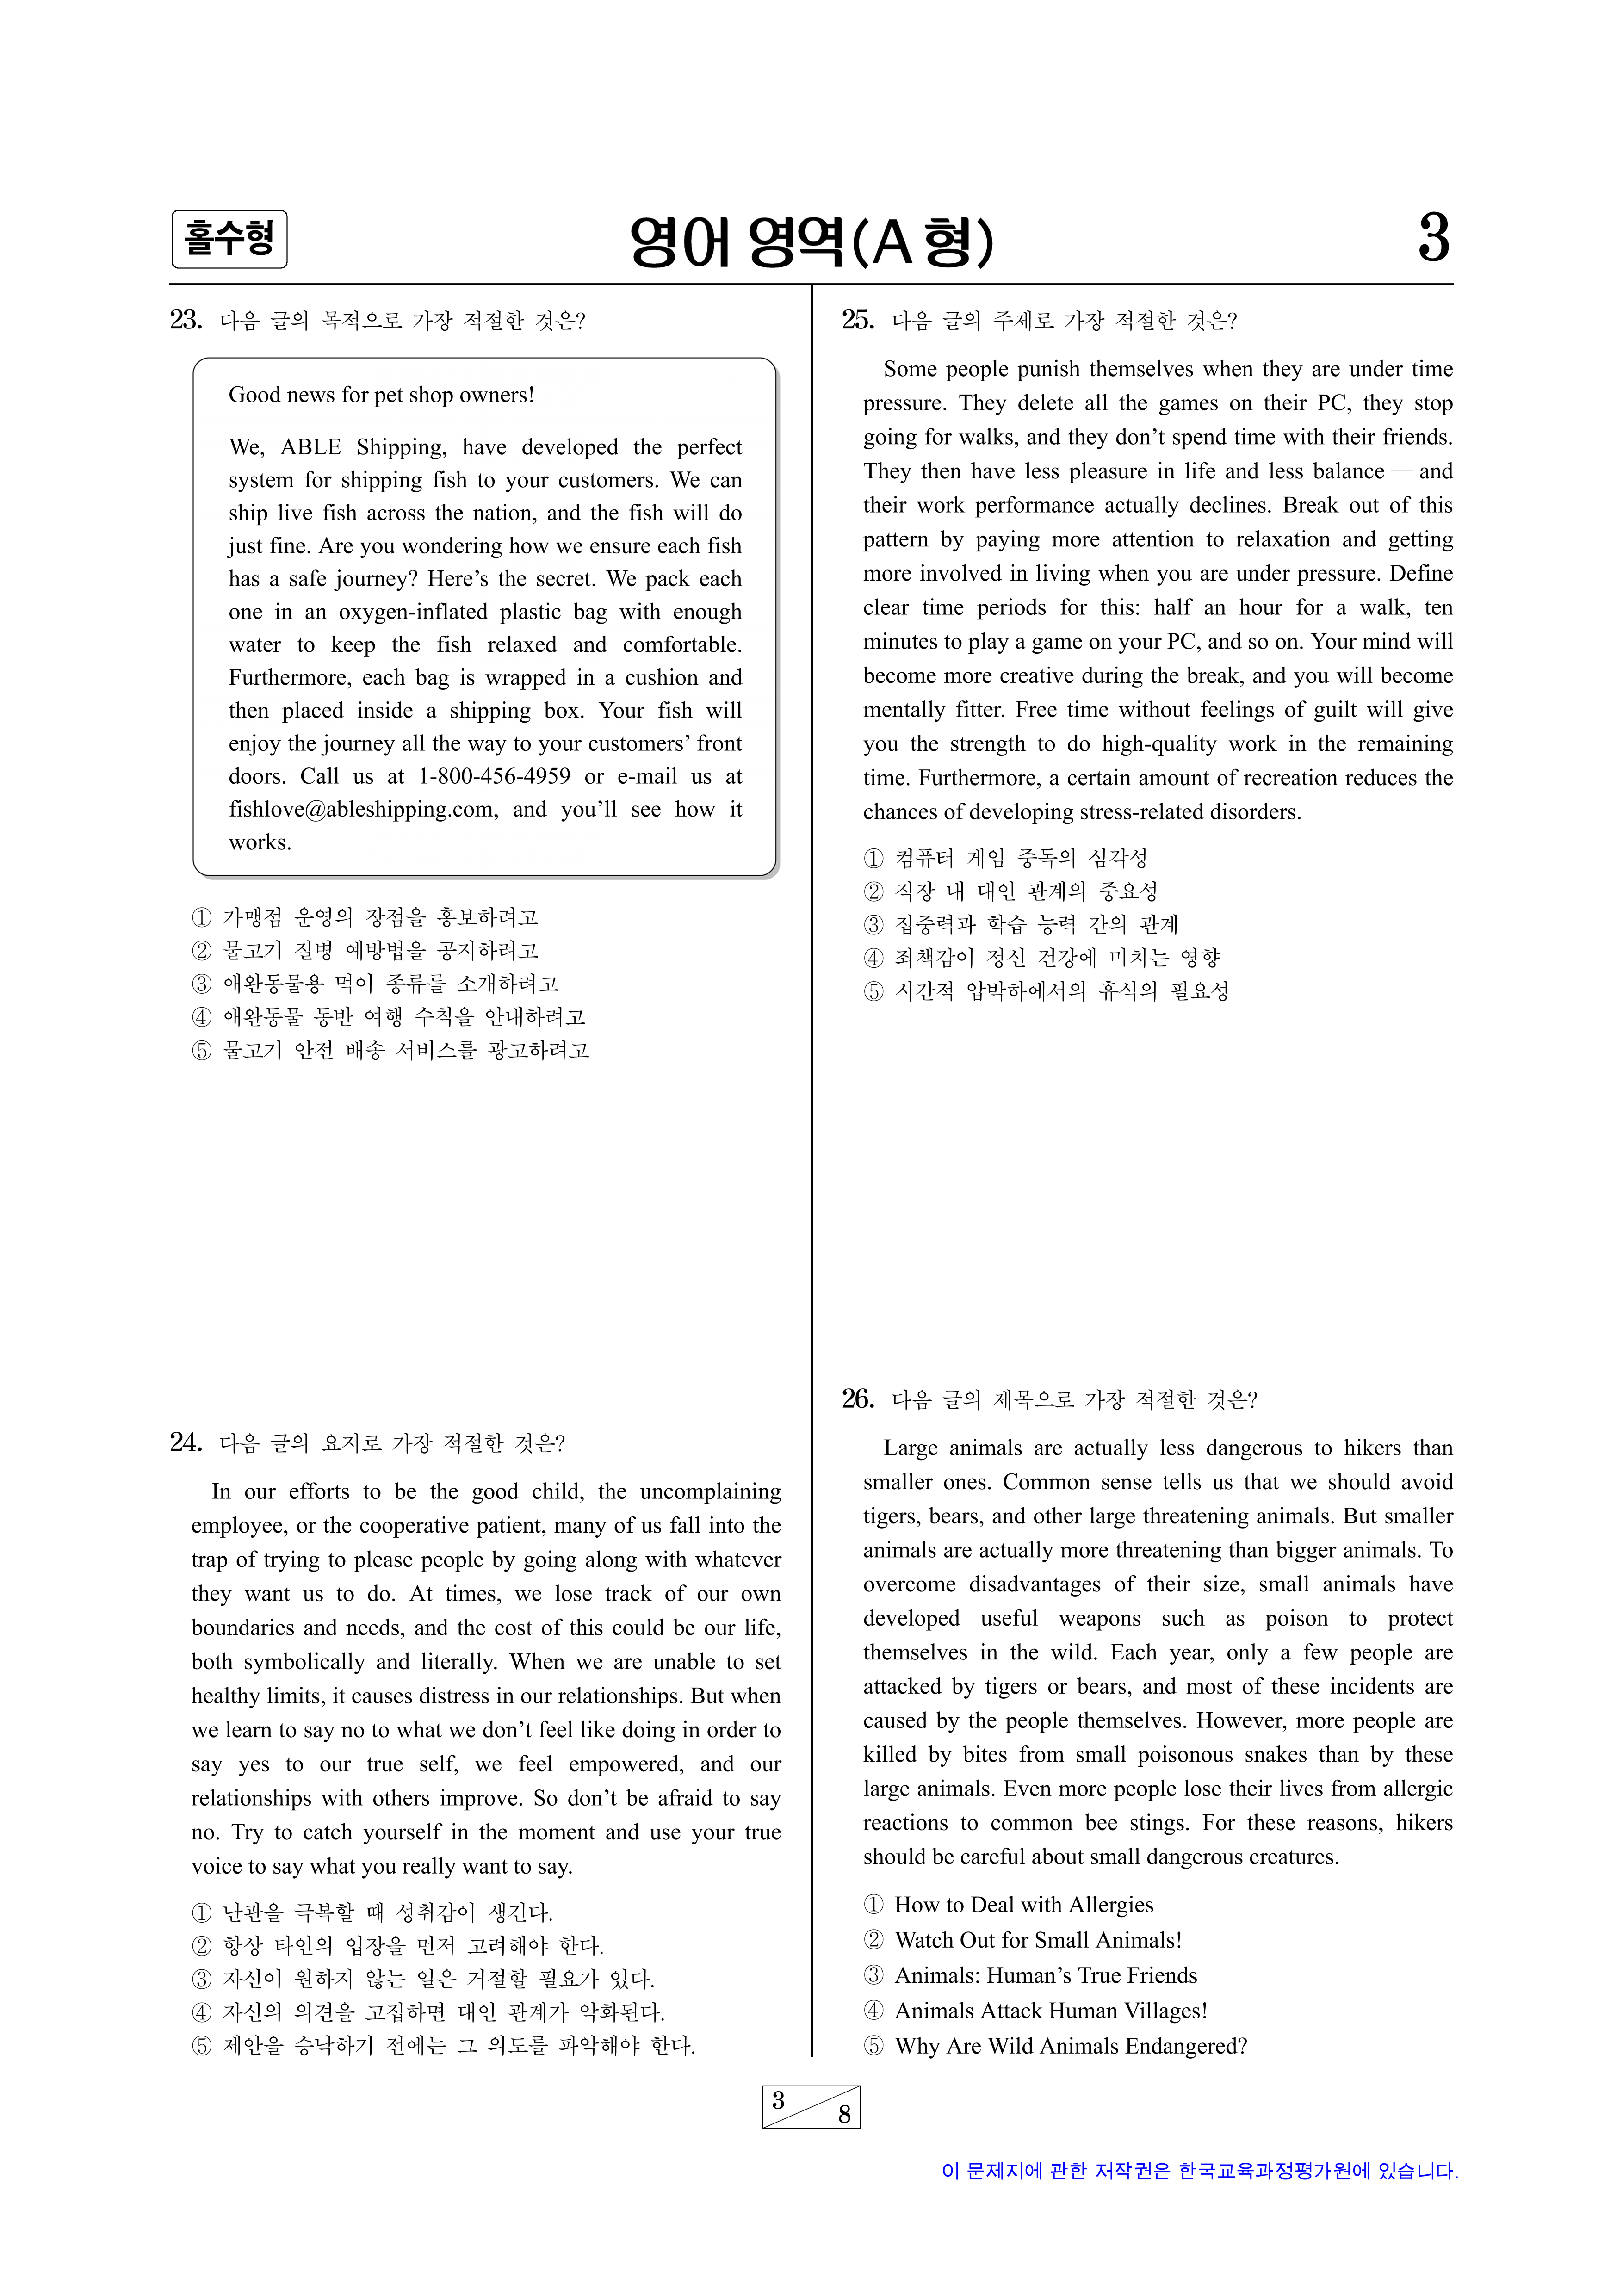 홀수형
영어 영역(A 형)
3
23. 다음 글의 목적으로 가장 적절한 것은?
Good news for pet shop owners!
We, ABLE Shipping, have developed the perfect
system for shipping fish to your customers. We can
ship live fish across the nation, and the fish will do
just fine. Are you wondering how we ensure each fish
has a safe journey? Here’s the secret. We pack each
one in an oxygen-inflated plastic bag with enough
water to keep the fish relaxed and comfortable.
Furthermore, each bag is wrapped in a cushion and
then placed inside a shipping box. Your fish will
enjoy the journey all the way to your customers’ front
doors. Call us at 1-800-456-4959 or e-mail us at
fishlove@ableshipping.com, and you’ll see how it
works.
① 가맹점 운영의 장점을 홍보하려고
② 물고기 질병 예방법을 공지하려고
③ 애완동물용 먹이 종류를 소개하려고
④ 애완동물 동반 여행 수칙을 안내하려고
⑤ 물고기 안전 배송 서비스를 광고하려고
24. 다음 글의 요지로 가장 적절한 것은?
In our efforts to be the good child, the uncomplaining
employee, or the cooperative patient, many of us fall into the
trap of trying to please people by going along with whatever
they want us to do. At times, we lose track of our own
boundaries and needs, and the cost of this could be our life,
both symbolically and literally. When we are unable to set
healthy limits, it causes distress in our relationships. But when
we learn to say no to what we don’t feel like doing in order to
say yes to our true self, we feel empowered, and our
relationships with others improve. So don’t be afraid to say
no. Try to catch yourself in the moment and use your true
voice to say what you really want to say.
① 난관을 극복할 때 성취감이 생긴다.
② 항상 타인의 입장을 먼저 고려해야 한다.
③ 자신이 원하지 않는 일은 거절할 필요가 있다.
④ 자신의 의견을 고집하면 대인 관계가 악화된다.
⑤ 제안을 승낙하기 전에는 그 의도를 파악해야 한다.
25. 다음 글의 주제로 가장 적절한 것은?
Some people punish themselves when they are under time
pressure. They delete all the games on their PC, they stop
going for walks, and they don’t spend time with their friends.
They then have less pleasure in life and less balance — and
their work performance actually declines. Break out of this
pattern by paying more attention to relaxation and getting
more involved in living when you are under pressure. Define
clear time periods for this: half an hour for a walk, ten
minutes to play a game on your PC, and so on. Your mind will
become more creative during the break, and you will become
mentally fitter. Free time without feelings of guilt will give
you the strength to do high-quality work in the remaining
time. Furthermore, a certain amount of recreation reduces the
chances of developing stress-related disorders.
① 컴퓨터 게임 중독의 심각성
② 직장 내 대인 관계의 중요성
③ 집중력과 학습 능력 간의 관계
④ 죄책감이 정신 건강에 미치는 영향
⑤ 시간적 압박하에서의 휴식의 필요성
26. 다음 글의 제목으로 가장 적절한 것은?
Large animals are actually less dangerous to hikers than
smaller ones. Common sense tells us that we should avoid
tigers, bears, and other large threatening animals. But smaller
animals are actually more threatening than bigger animals. To
overcome disadvantages of their size, small animals have
developed useful weapons such as poison to protect
themselves in the wild. Each year, only a few people are
attacked by tigers or bears, and most of these incidents are
caused by the people themselves. However, more people are
killed by bites from small poisonous snakes than by these
large animals. Even more people lose their lives from allergic
reactions to common bee stings. For these reasons, hikers
should be careful about small dangerous creatures.
① How to Deal with Allergies
② Watch Out for Small Animals!
③ Animals: Human’s True Friends
④ Animals Attack Human Villages!
⑤ Why Are Wild Animals Endangered?
3
8
이 문제지에 관한 저작권은 한국교육과정평가원에 있습니다.